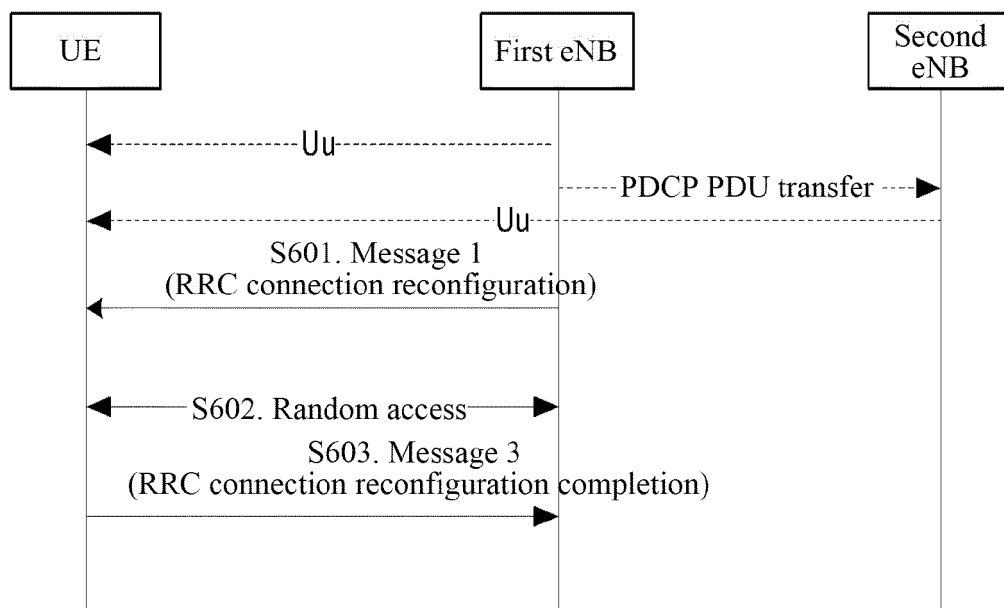 UE
First eNB
Second
eNB
Uu
PDCP PDU transfer
Uu
S601. Message 1
(RRC connection reconfiguration)
S602. Random access
S603. Message 3
(RRC connection reconfiguration completion)